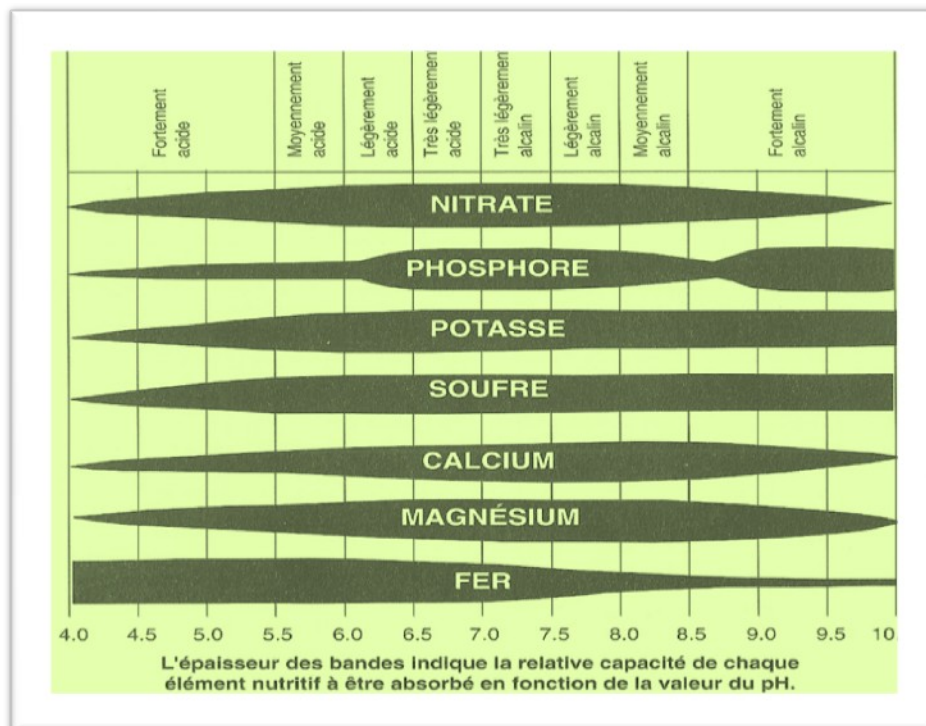 Fortement
acide
Moyennement
acide
Légèrement
acide
Très légèrement
acide
Très légèrement
alcalin
Légèrement
alcalin
Moyennement
alcalin
Fortement
alcalin
NITRATE
PHOSPHORE
POTASSE
SOUFRE
CALCIUM
MAGNÉSIUM
FER
4.0 4.5 5.0 5.5 6.0 6.5 7.0 7.5 8.0 8.5 9.0 9.5 10.
L'épaisseur des bandes indique la relative capacité de chaque
élément nutritif à être absorbé en fonction de la valeur du pH.